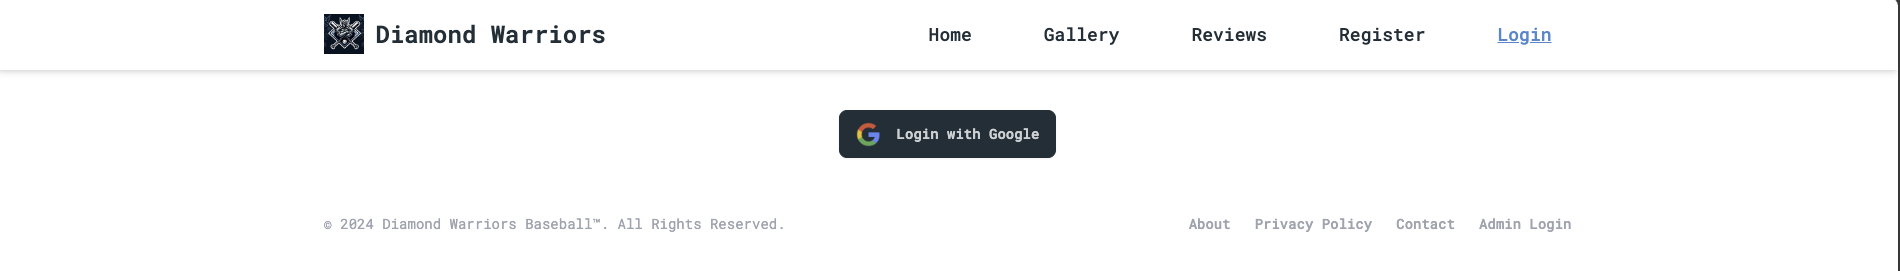 Diamond Warriors Home Gallery Reviews Register Login
Login with Google
© 2024 Diamond Warriors Baseball™. All Rights Reserved. About Privacy Policy Contact Admin Login